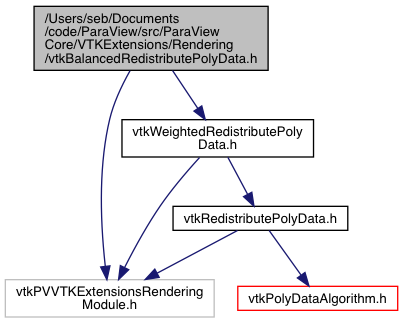 /Users/seb/Documents
/code/ParaView/src/ParaView
Core/VTKExtensions/Rendering
/vtkBalancedRedistributePolyData.h
vtkWeightedRedistributePoly
Data.h
vtkRedistributePolyData.h
vtkPVVTKExtensionsRendering
Module.h
vtkPolyDataAlgorithm.h